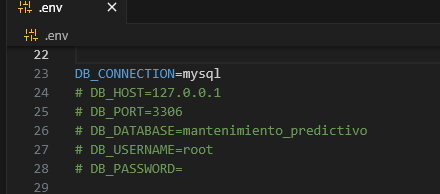 .env
.env
22
23 DB_CONNECTION=mysql
24 # DB_HOST=127.0.0.1
25 # DB_PORT=3306
26 # DB_DATABASE=mantenimiento_predictivo
27 # DB_USERNAME=root
28 # DB_PASSWORD=
29